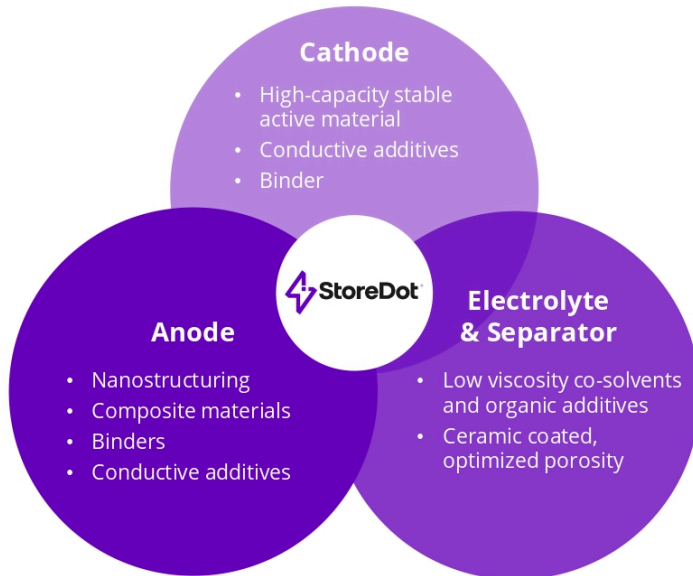 Cathode
• High-capacity stable
active material
• Conductive additives
• Binder
StoreDot
Anode
• Nanostructuring
• Composite materials
• Binders
• Conductive additives
Electrolyte
& Separator
• Low viscosity co-solvents
and organic additives
• Ceramic coated,
optimized porosity